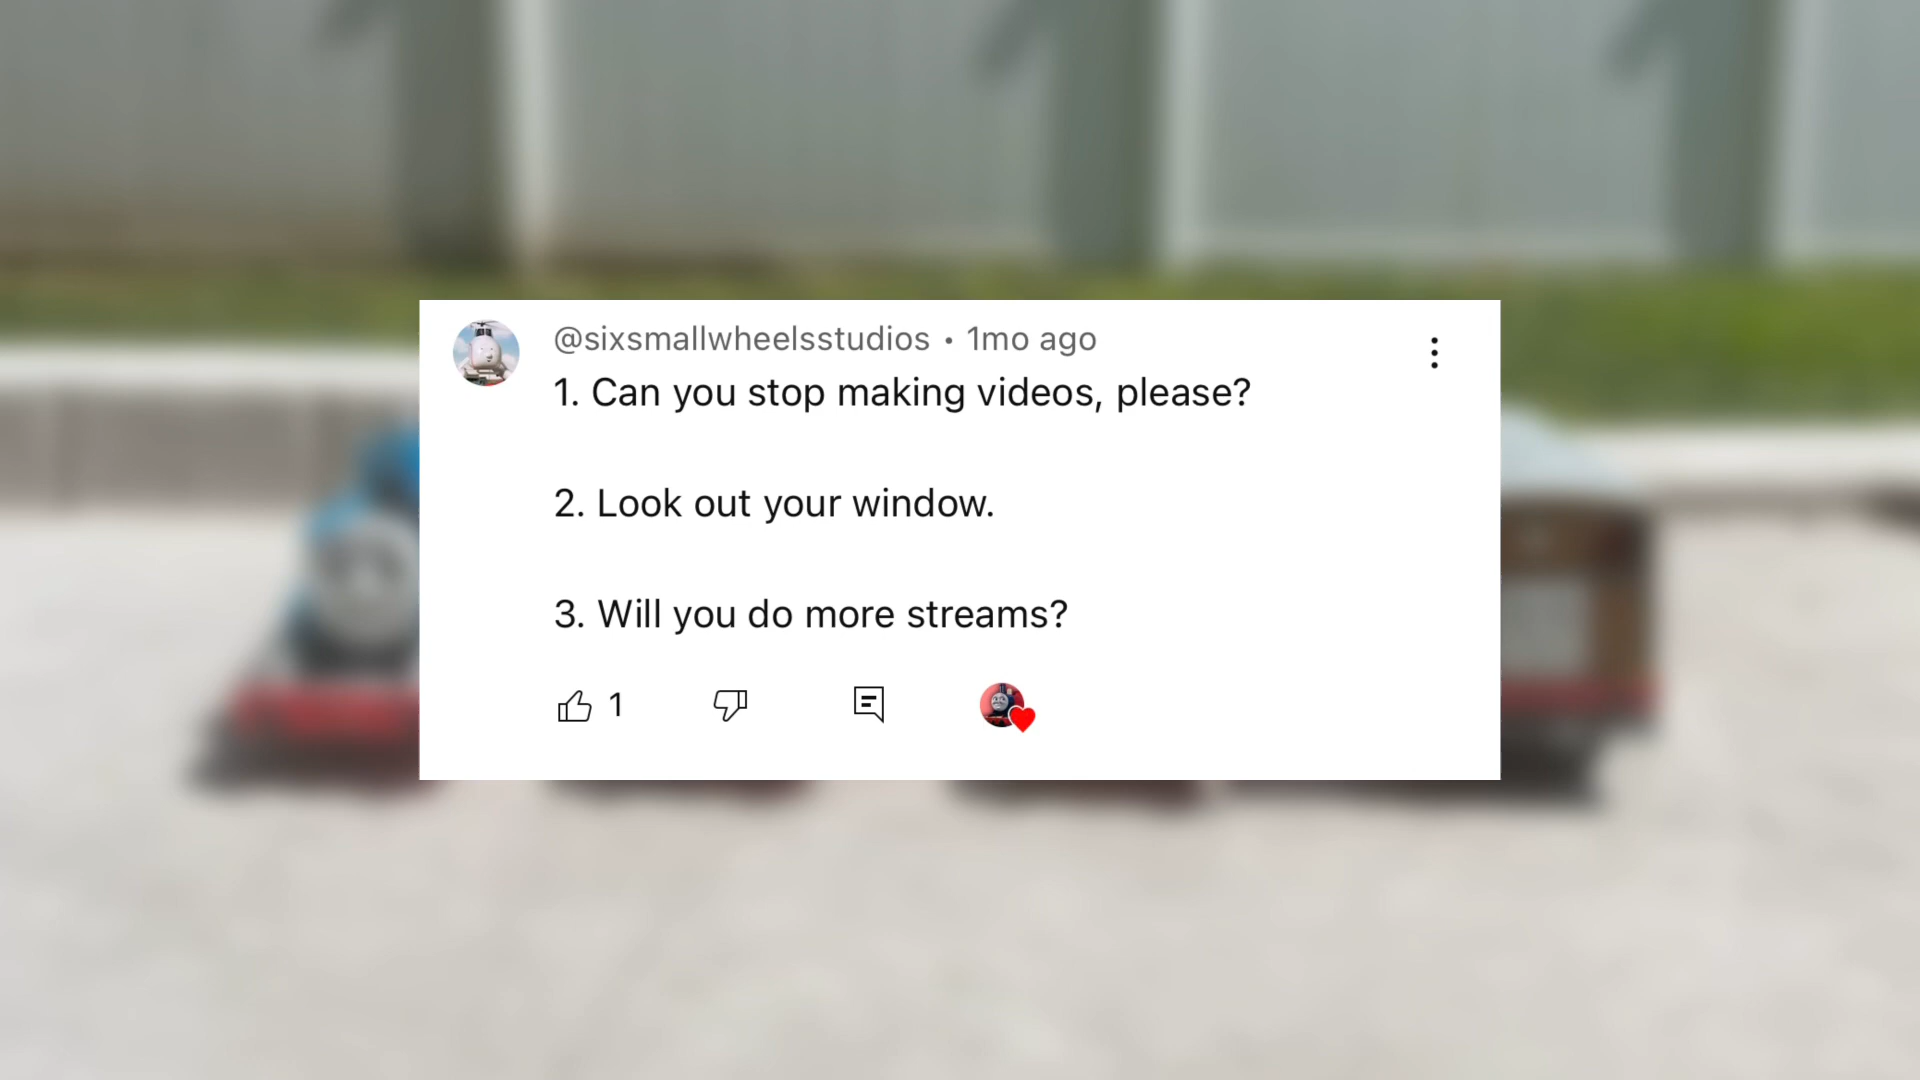 @sixsmallwheelsstudios • 1mo ago
1. Can you stop making videos, please?
2. Look out your window.
3. Will you do more streams?
1